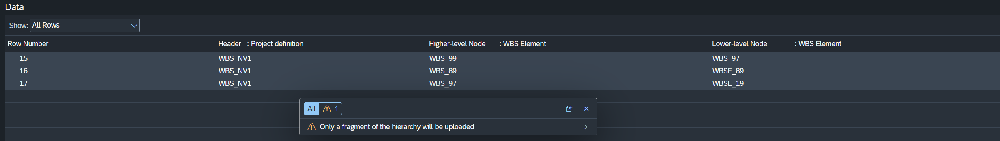 Data
Show: All Rows
Row Number Header : Project definition Higher-level Node : WBS Element Lower-level Node : WBS Element
15 WBS_NV1 WBS_99 WBS_97
16 WBS_NV1 WBS_89 WBSE_89
17 WBS_NV1 WBS_97 WBSE_19
All 1
Only a fragment of the hierarchy will be uploaded